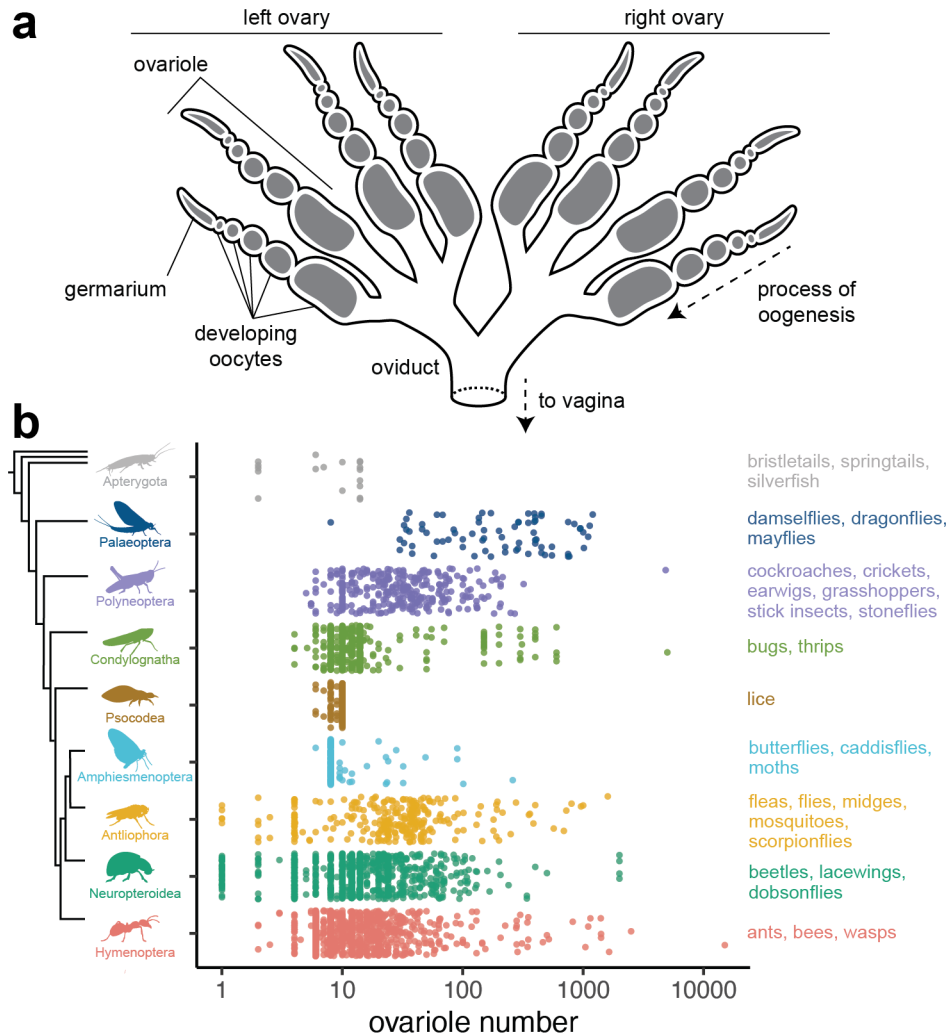 a
left ovary
right ovary
ovariole
germarium
developing
oocytes
oviduct
process of
oogenesis
to vagina
b
Apterygota
bristletails, springtails,
silverfish
Palaeoptera
damselflies, dragonflies,
mayflies
Polyneoptera
cockroaches, crickets,
earwigs, grasshoppers,
stick insects, stoneflies
Condylognatha
bugs, thrips
Psocodea
lice
Amphiesmenoptera
butterflies, caddisflies,
moths
Antliophora
fleas, flies, midges,
mosquitoes,
scorpionflies
Neuropteroidea
beetles, lacewings,
dobsonflies
Hymenoptera
ants, bees, wasps
1 10 100 1000 10000
ovariole number